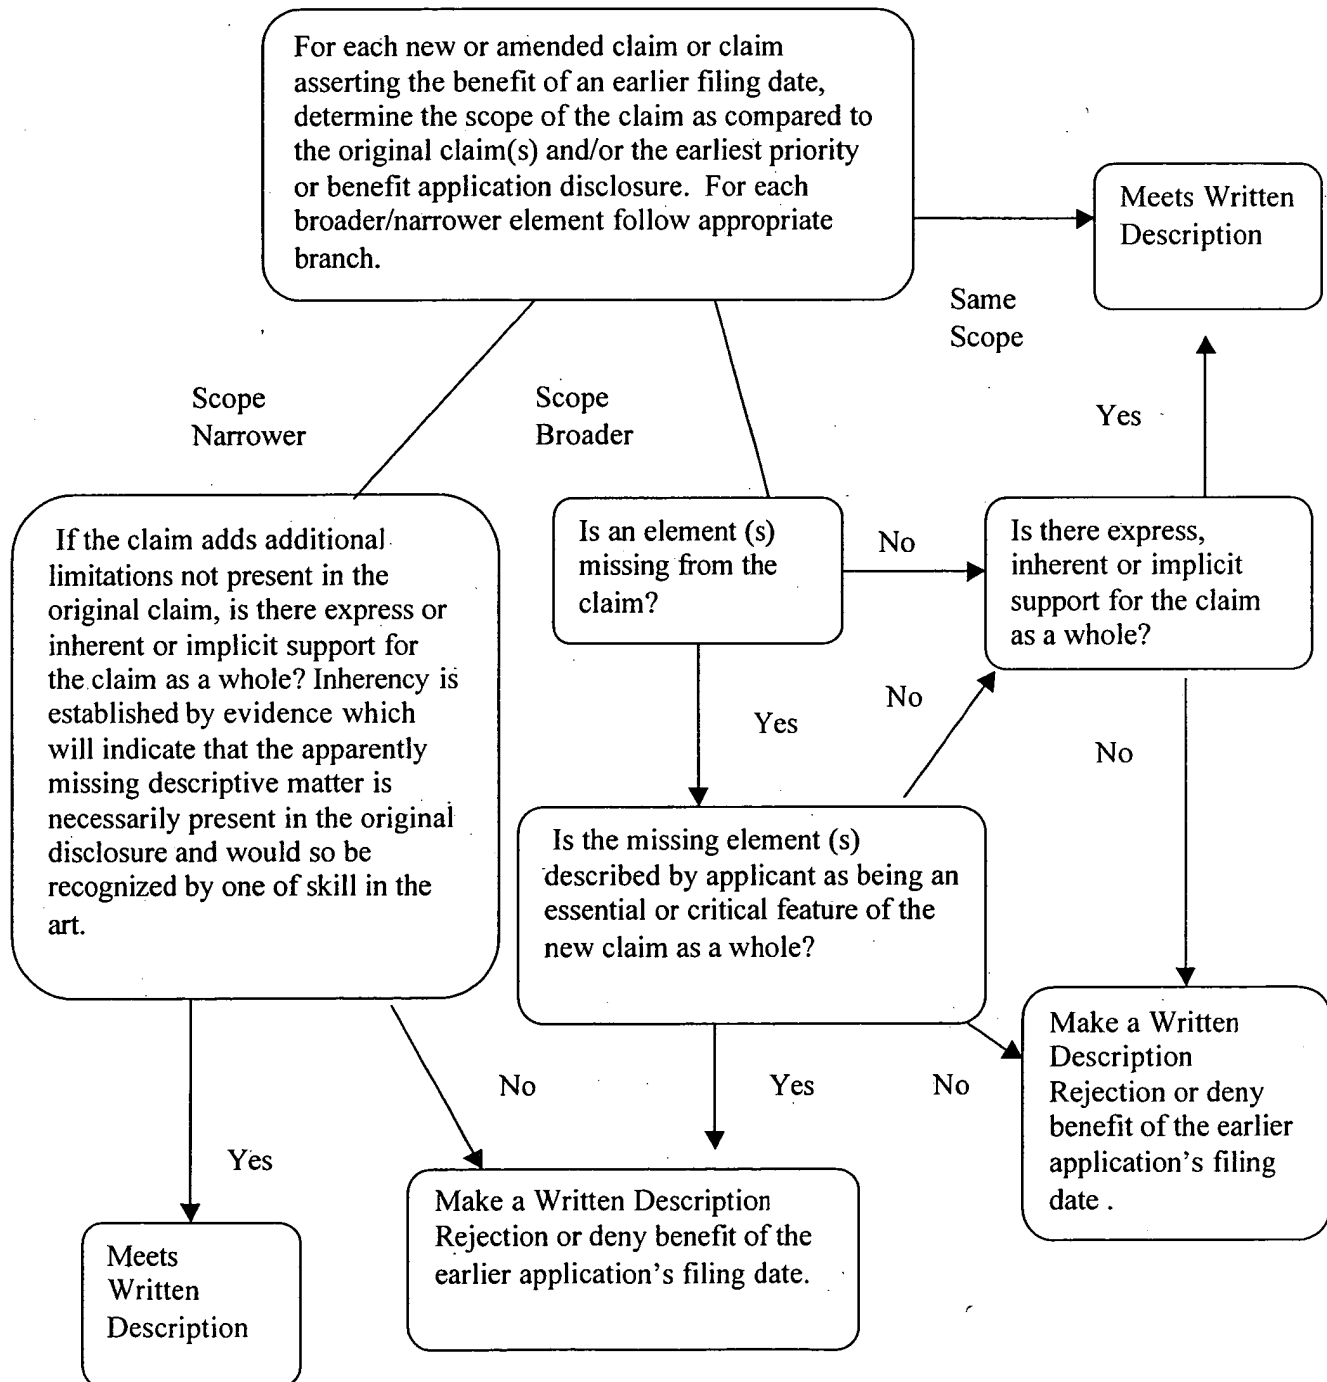 For each new or amended claim or claim
asserting the benefit of an earlier filing date,
determine the scope of the claim as compared to
the original claim(s) and/or the earliest priority
or benefit application disclosure. For each
broader/narrower element follow appropriate
branch.
Meets Written
Description
Same
Scope
Scope
Narrower
Scope
Broader
Yes
If the claim adds additional
limitations not present in the
original claim, is there express or
inherent or implicit support for
the claim as a whole? Inherency is
established by evidence which
will indicate that the apparently
missing descriptive matter is
necessarily present in the original
disclosure and would so be
recognized by one of skill in the
art.
Is an element (s)
missing from the
claim?
No
Is there express,
inherent or implicit
support for the claim
as a whole?
Yes
No
No
Is the missing element (s)
described by applicant as being an
essential or critical feature of the
new claim as a whole?
Make a Written
Description
Rejection or deny
benefit of the earlier
application's filing
date .
No
Yes
No
Yes
Make a Written Description
Rejection or deny benefit of the
earlier application's filing date.
Meets
Written
Description